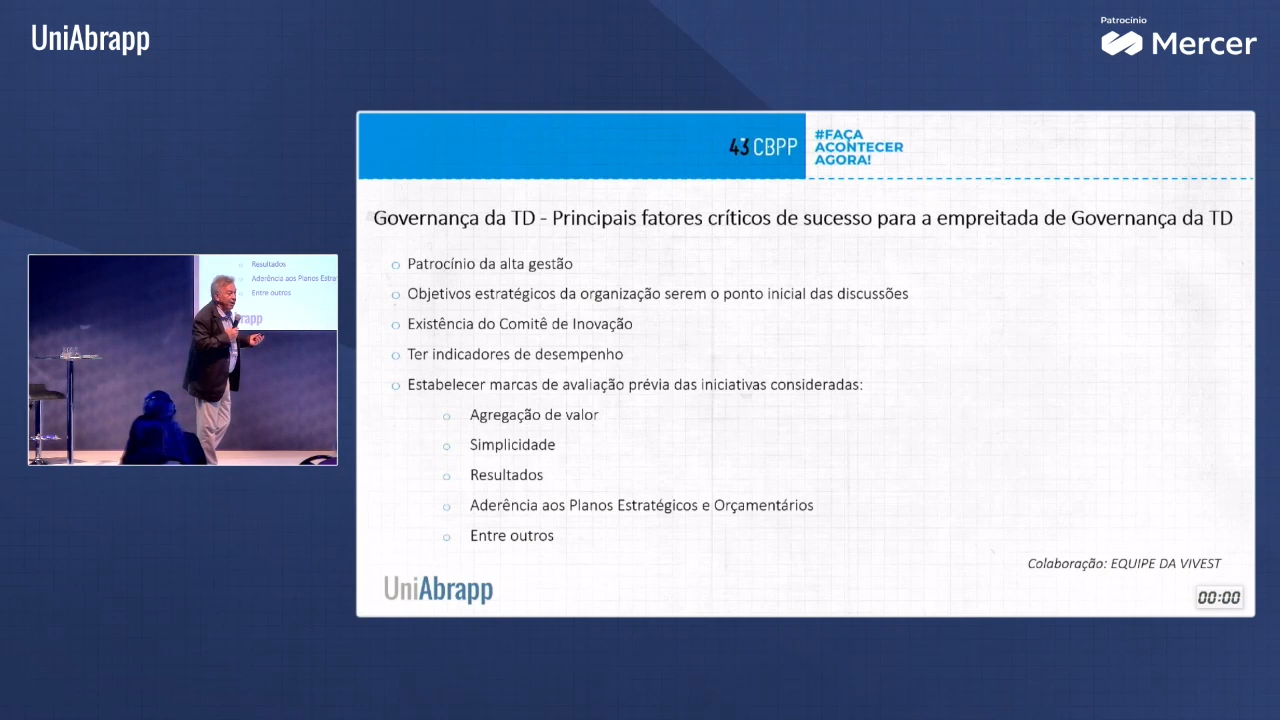 UniAbrapp
Patrocínio
Mercer
43 CBPP
#FAÇA
ACONTECER
AGORA!
Governança da TD - Principais fatores críticos de sucesso para a empreitada de Governança da TD
Patrocínio da alta gestão
Objetivos estratégicos da organização serem o ponto inicial das discussões
Existência do Comitê de Inovação
Ter indicadores de desempenho
Estabelecer marcas de avaliação prévia das iniciativas consideradas:
Agregação de valor
Simplicidade
Resultados
Aderência aos Planos Estratégicos e Orçamentários
Entre outros
Colaboração: EQUIPE DA VIVEST
UniAbrapp
00:00
Resultados
Aderência aos Planos Estra
Entre outros
rapp